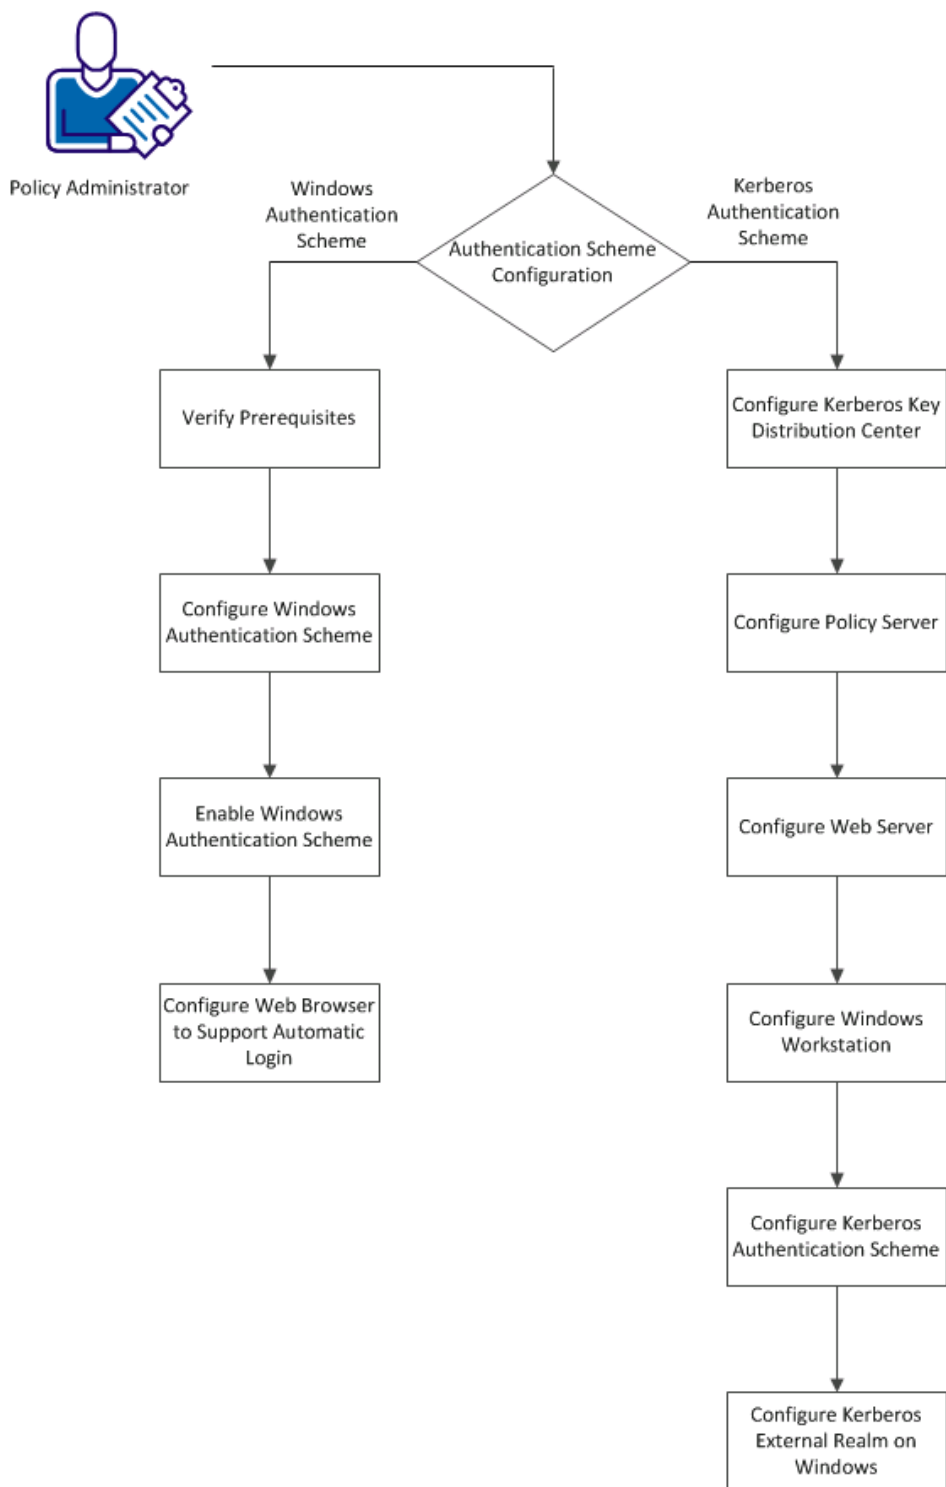 Policy Administrator
Windows
Authentication
Scheme
Kerberos
Authentication
Scheme
Authentication Scheme
Configuration
Verify Prerequisites
Configure Windows
Authentication Scheme
Enable Windows
Authentication Scheme
Configure Web Browser
to Support Automatic
Login
Configure Kerberos Key
Distribution Center
Configure Policy Server
Configure Web Server
Configure Windows
Workstation
Configure Kerberos
Authentication Scheme
Configure Kerberos
External Realm on
Windows